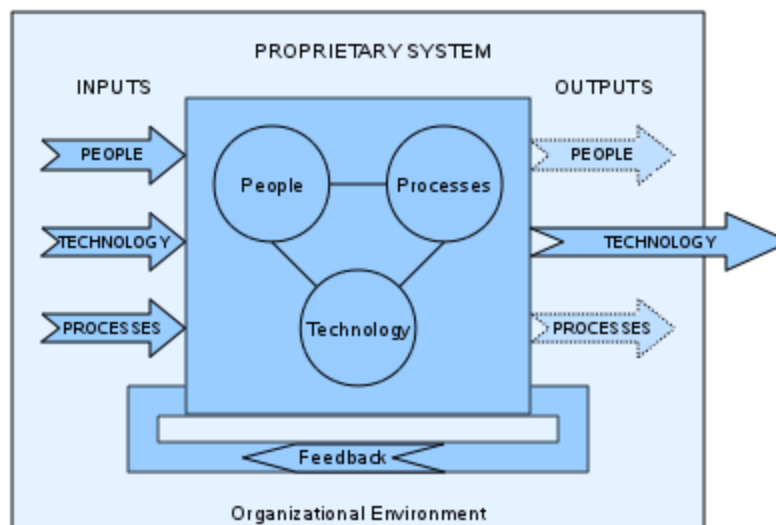 PROPRIETARY SYSTEM
INPUTS
OUTPUTS
PEOPLE
People
Processes
PEOPLE
TECHNOLOGY
TECHNOLOGY
PROCESSES
Technology
PROCESSES
Feedback
Organizational Environment